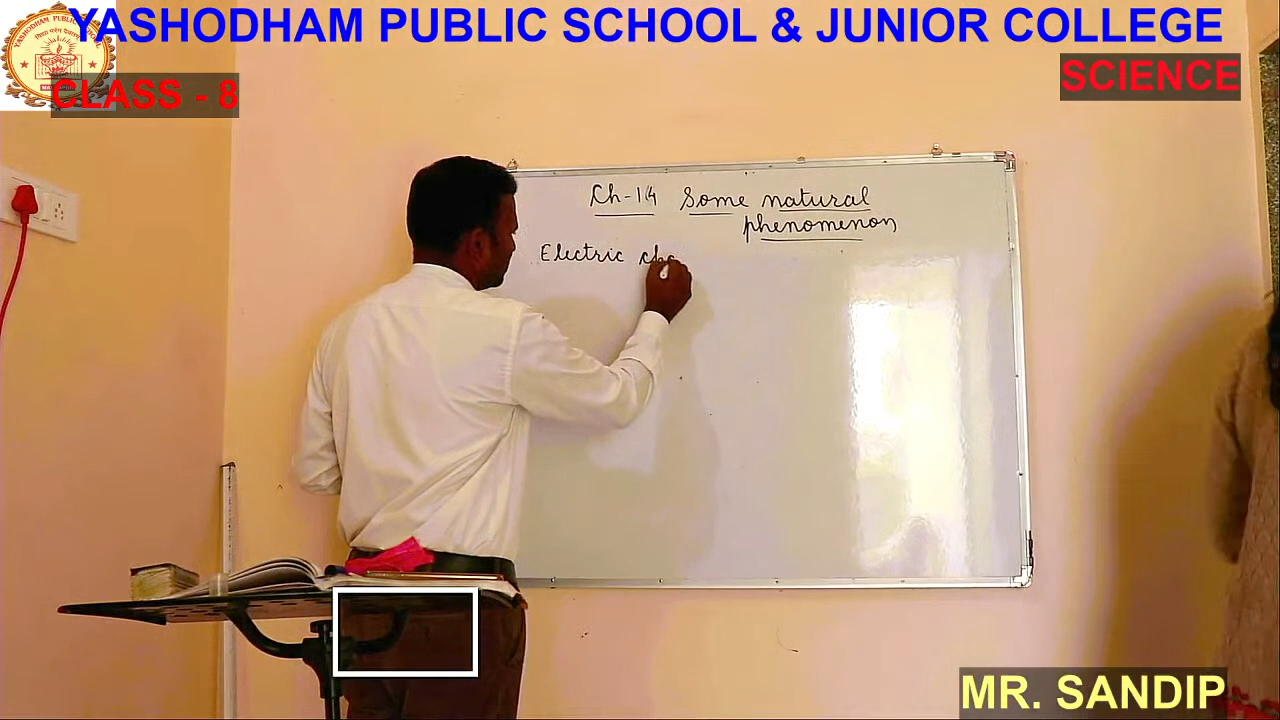 YASHODHAM PUBLIC SCHOOL & JUNIOR COLLEGE
CLASS - 8
SCIENCE
Ch-14 Some natural
phenomenon
Electric
MR. SANDIP